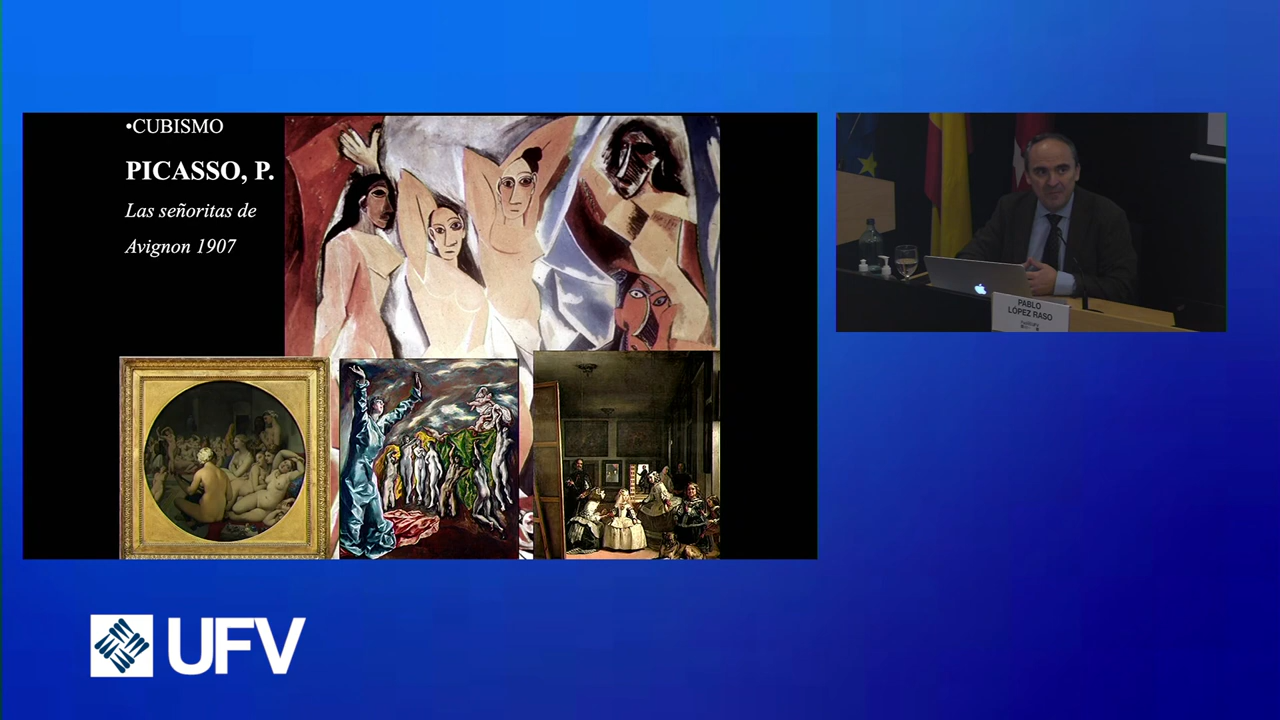 •CUBISMO
PICASSO, P.
Las señoritas de
Avignon 1907
PABLO
LÓPEZ RASO
UFV